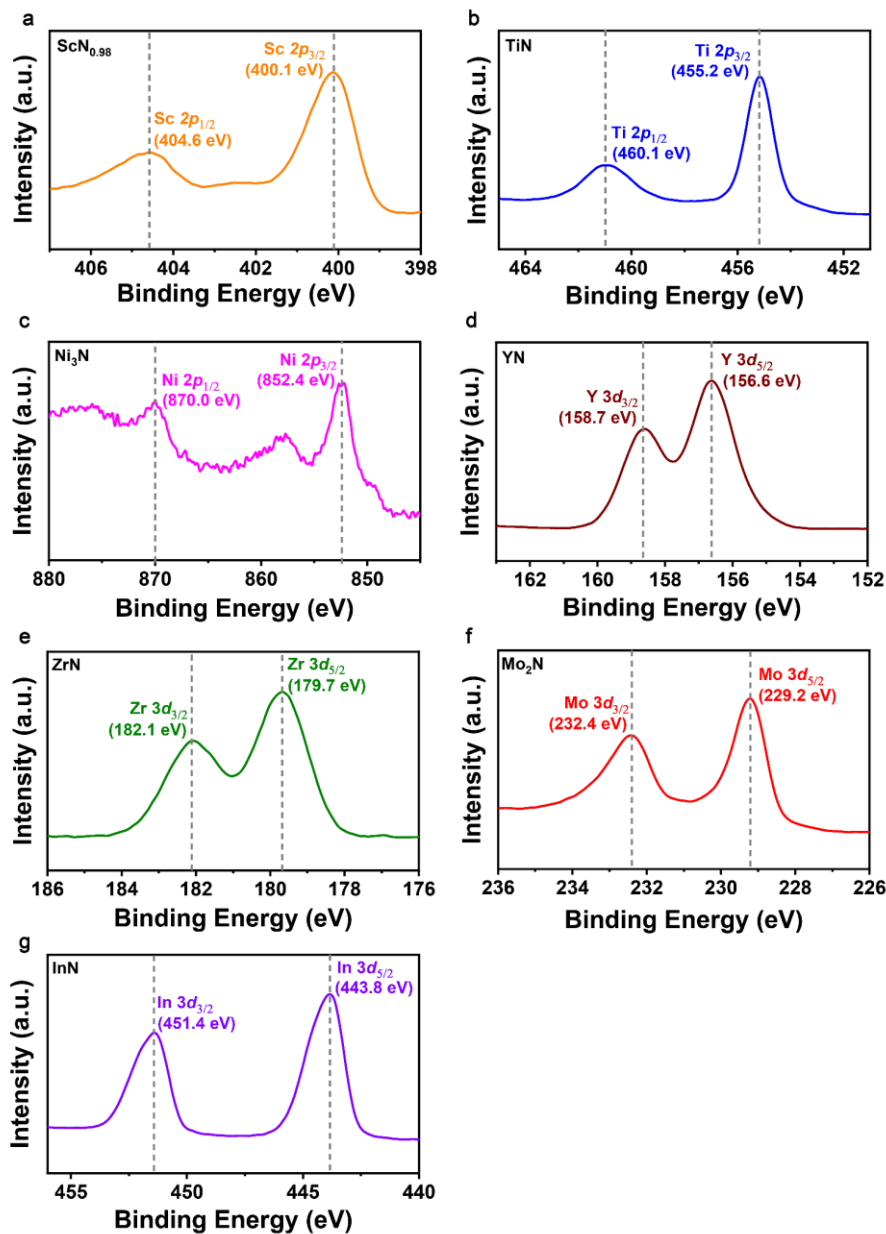 a
ScN0.98
Sc 2p1/2
(404.6 eV)
Sc 2p3/2
(400.1 eV)
Intensity (a.u.)
406 404 402 400 398
Binding Energy (eV)
b
TiN
Ti 2p1/2
(460.1 eV)
Ti 2p3/2
(455.2 eV)
Intensity (a.u.)
464 460 456 452
Binding Energy (eV)
c
Ni3N
Ni 2p1/2
(870.0 eV)
Ni 2p3/2
(852.4 eV)
Intensity (a.u.)
880 870 860 850
Binding Energy (eV)
d
YN
Y 3d3/2
(158.7 eV)
Y 3d5/2
(156.6 eV)
Intensity (a.u.)
162 160 158 156 154 152
Binding Energy (eV)
e
ZrN
Zr 3d3/2
(182.1 eV)
Zr 3d5/2
(179.7 eV)
Intensity (a.u.)
186 184 182 180 178 176
Binding Energy (eV)
f
Mo2N
Mo 3d3/2
(232.4 eV)
Mo 3d5/2
(229.2 eV)
Intensity (a.u.)
236 234 232 230 228 226
Binding Energy (eV)
g
InN
In 3d3/2
(451.4 eV)
In 3d5/2
(443.8 eV)
Intensity (a.u.)
455 450 445 440
Binding Energy (eV)